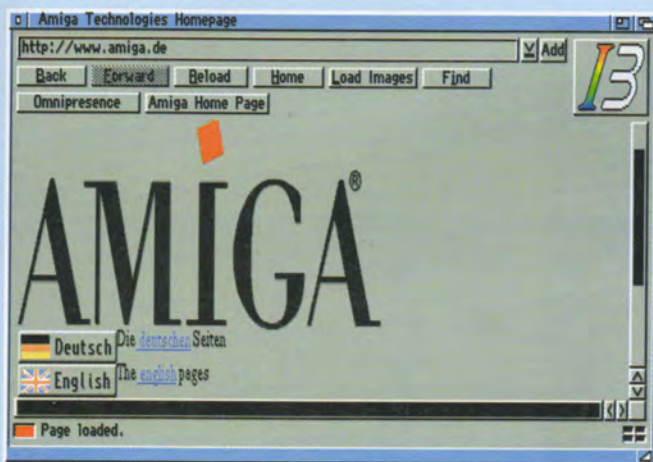 Amiga Technologies Homepage
http://www.amiga.de
Add
Back Forward Reload Home Load Images Find
Omnipresence Amiga Home Page
AMIGA®
Deutsch Die deutschen Seiten
English The english pages
Page loaded.